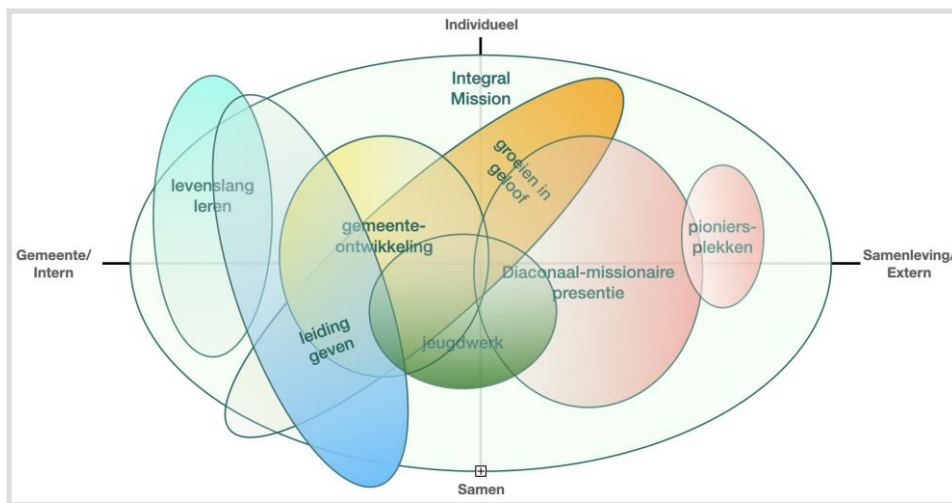 Individueel
Integral
Mission
groeien in
geloof
levenslang
leren
gemeente-
ontwikkeling
pioniers-
plekken
Gemeente/
Intern
Samenleving/
Extern
Diaconaal-missionaire
presentie
leiding
geven
jeugdwerk
Samen